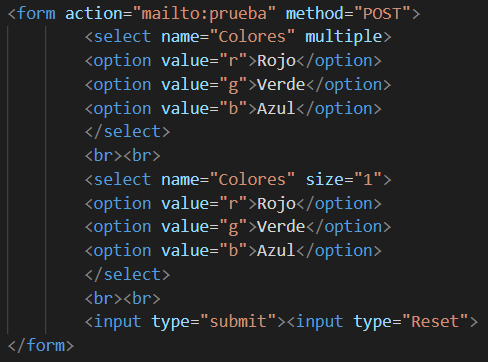 <form action="mailto:prueba" method="POST">
<select name="Colores" multiple>
<option value="r">Rojo</option>
<option value="g">Verde</option>
<option value="b">Azul</option>
</select>
<br><br>
<select name="Colores" size="1">
<option value="r">Rojo</option>
<option value="g">Verde</option>
<option value="b">Azul</option>
</select>
<br><br>
<input type="submit"><input type="Reset">
</form>